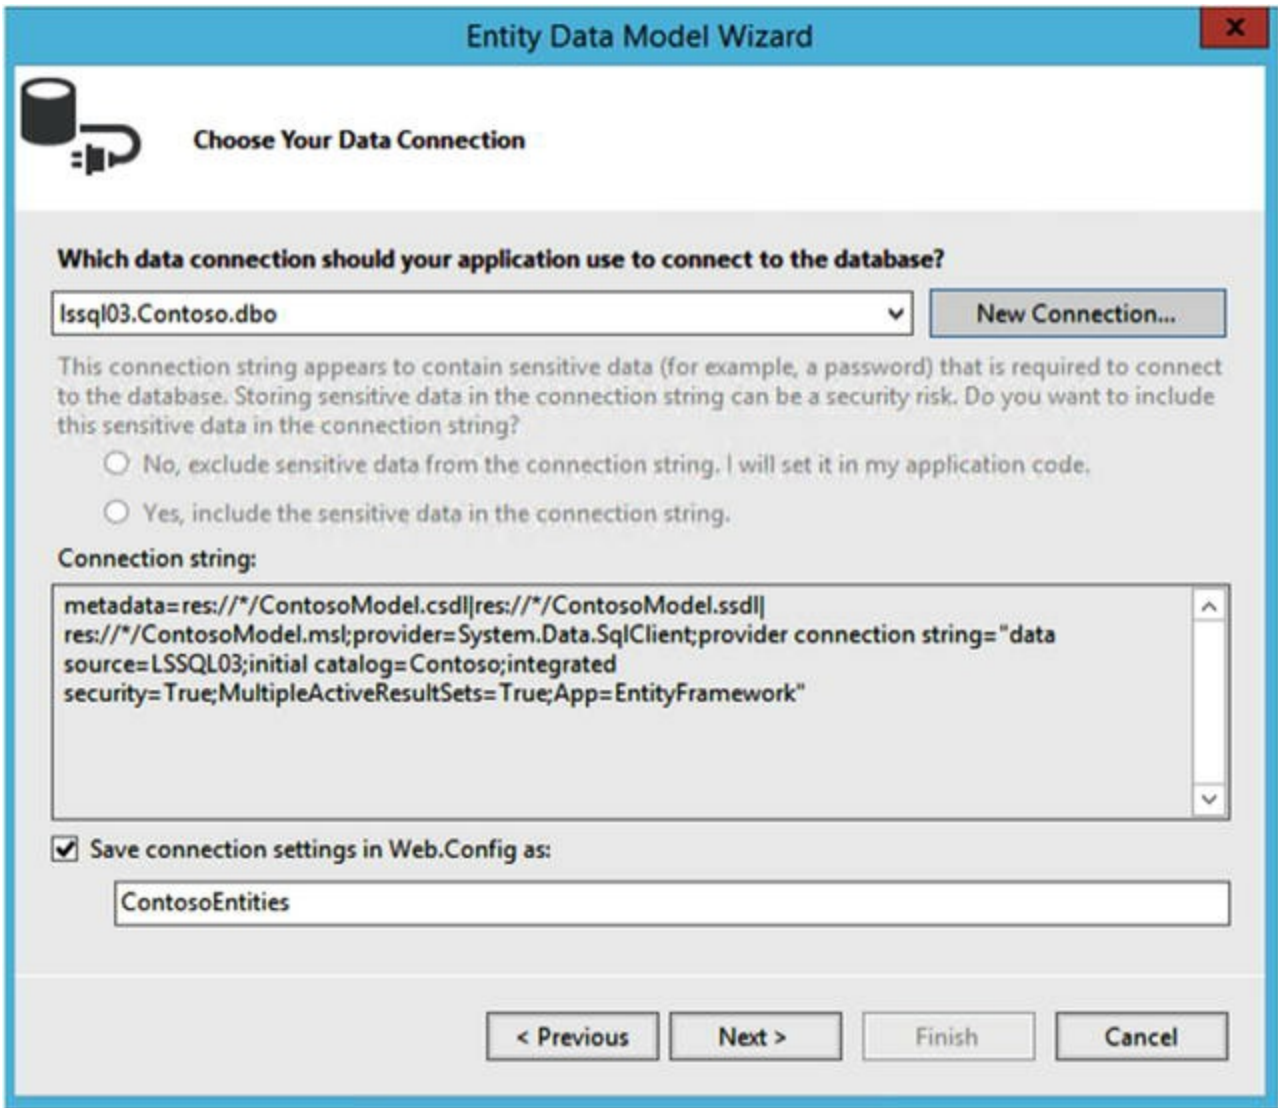 Entity Data Model Wizard
x
Choose Your Data Connection
Which data connection should your application use to connect to the database?
lssql03.Contoso.dbo
New Connection...
This connection string appears to contain sensitive data (for example, a password) that is required to connect
to the database. Storing sensitive data in the connection string can be a security risk. Do you want to include
this sensitive data in the connection string?
No, exclude sensitive data from the connection string. I will set it in my application code.
Yes, include the sensitive data in the connection string.
Connection string:
metadata=res://*/ContosoModel.csdl|res://*/ContosoModel.ssdl|
res://*/ContosoModel.msl;provider=System.Data.SqlClient;provider connection string="data
source=LSSQL03;initial catalog=Contoso;integrated
security=True;MultipleActiveResultSets=True;App=EntityFramework"
Save connection settings in Web.Config as:
ContosoEntities
< Previous
Next >
Finish
Cancel